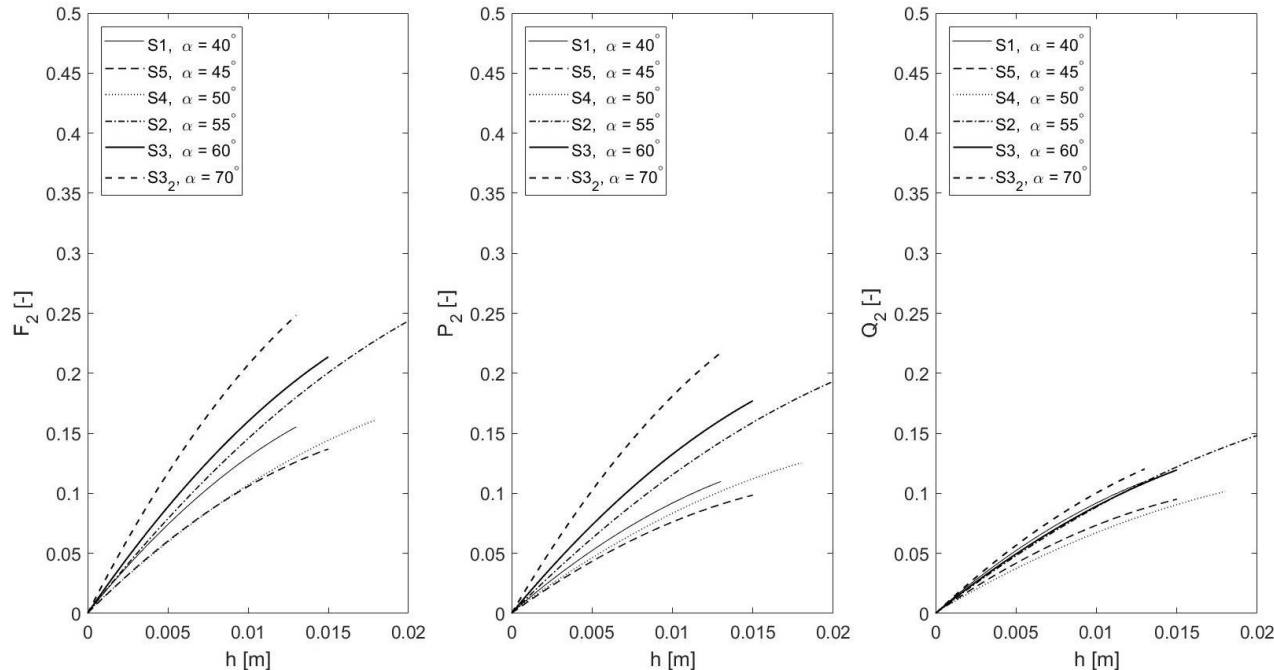 0.5
0.45
0.4
0.35
0.3
0.25
0.2
0.15
0.1
0.05
0
F2 [-]
S1, α = 40°
S5, α = 45°
S4, α = 50°
S2, α = 55°
S3, α = 60°
S32, α = 70°
0 0.005 0.01 0.015 0.02
h [m]
0.5
0.45
0.4
0.35
0.3
0.25
0.2
0.15
0.1
0.05
0
P2 [-]
S1, α = 40°
S5, α = 45°
S4, α = 50°
S2, α = 55°
S3, α = 60°
S32, α = 70°
0 0.005 0.01 0.015 0.02
h [m]
0.5
0.45
0.4
0.35
0.3
0.25
0.2
0.15
0.1
0.05
0
Q2 [-]
S1, α = 40°
S5, α = 45°
S4, α = 50°
S2, α = 55°
S3, α = 60°
S32, α = 70°
0 0.005 0.01 0.015 0.02
h [m]